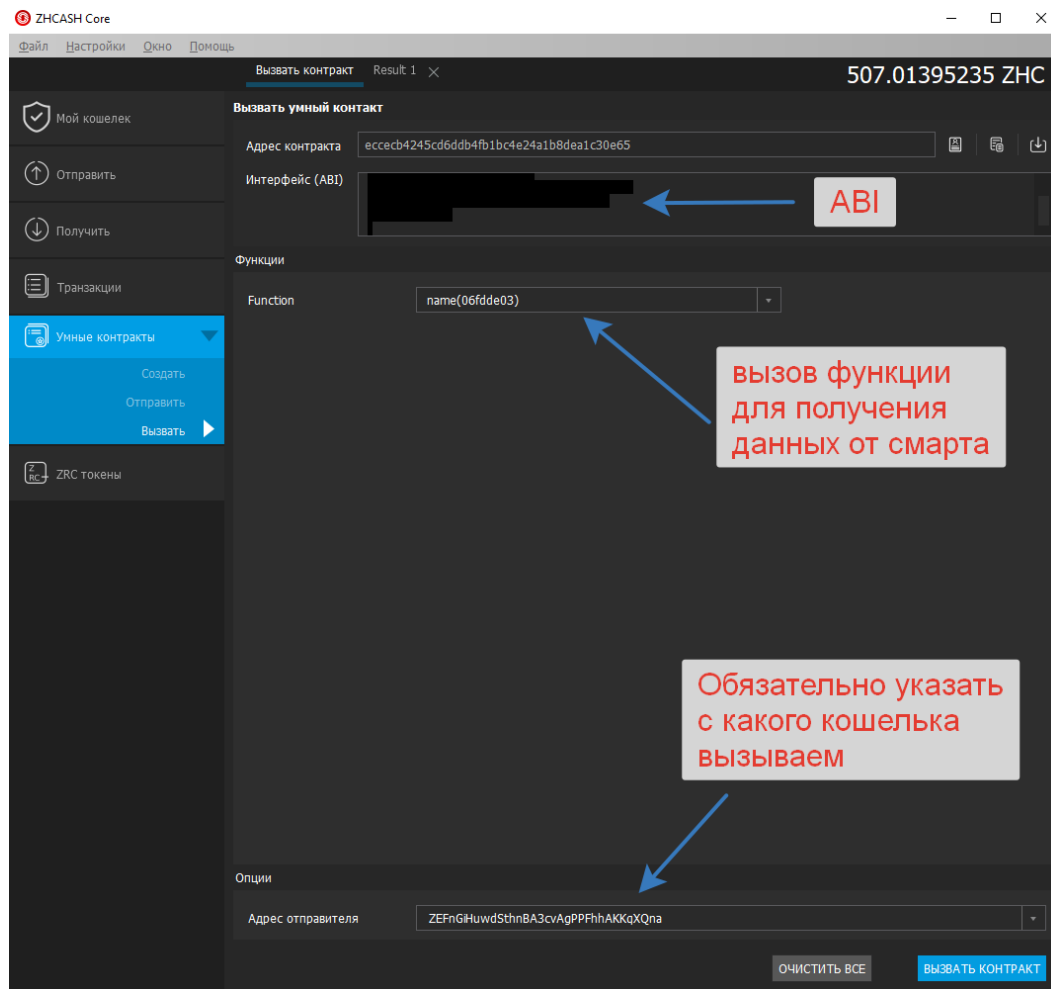 ZHCASH Core
Файл Настройки Окно Помощь
Вызвать контракт Result 1
507.01395235 ZHC
Мой кошелек
Отправить
Получить
Транзакции
Умные контракты
Создать
Отправить
Вызвать
ZRC токены
Вызвать умный контакт
Адрес контракта eccecb4245cd6ddb4fb1bc4e24a1b8dea1c30e65
Интерфейс (ABI)
ABI
Функции
Function name(06fdde03)
вызов функции
для получения
данных от смарта
Обязательно указать
с какого кошелька
вызываем
Опции
Адрес отправителя ZEFnGiHuwdSthnBA3cvAgPPFhhAKKqXQna
ОЧИСТИТЬ ВСЕ ВЫЗВАТЬ КОНТРАКТ